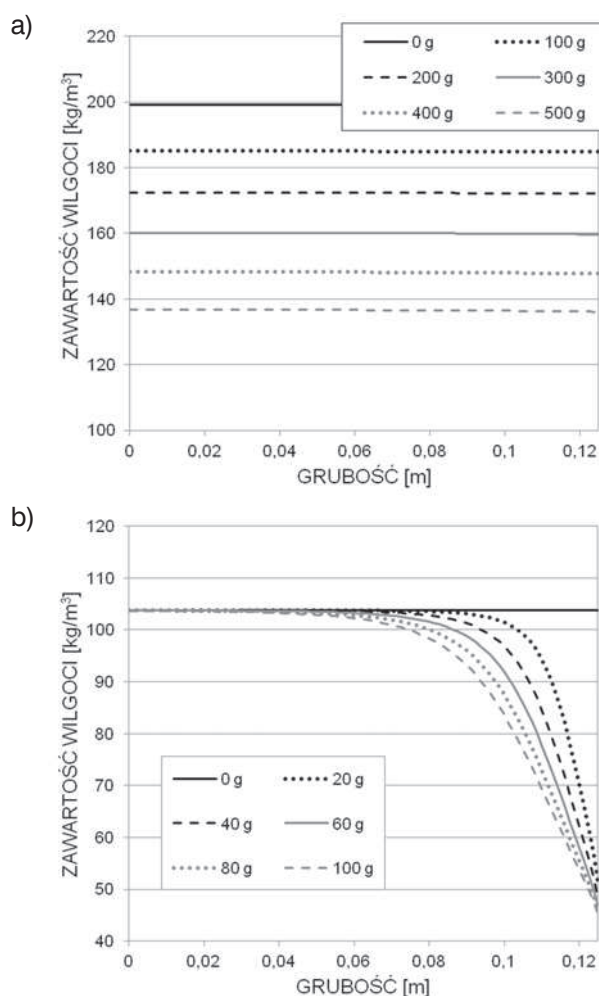 a)
ZAWARTOŚĆ WILGOCI [kg/m³]
220
200
180
160
140
120
100
0 g 100 g
200 g 300 g
400 g 500 g
0 0,02 0,04 0,06 0,08 0,1 0,12
GRUBOŚĆ [m]
b)
ZAWARTOŚĆ WILGOCI [kg/m³]
120
110
100
90
80
70
60
50
40
0 g 20 g
40 g 60 g
80 g 100 g
0 0,02 0,04 0,06 0,08 0,1 0,12
GRUBOŚĆ [m]